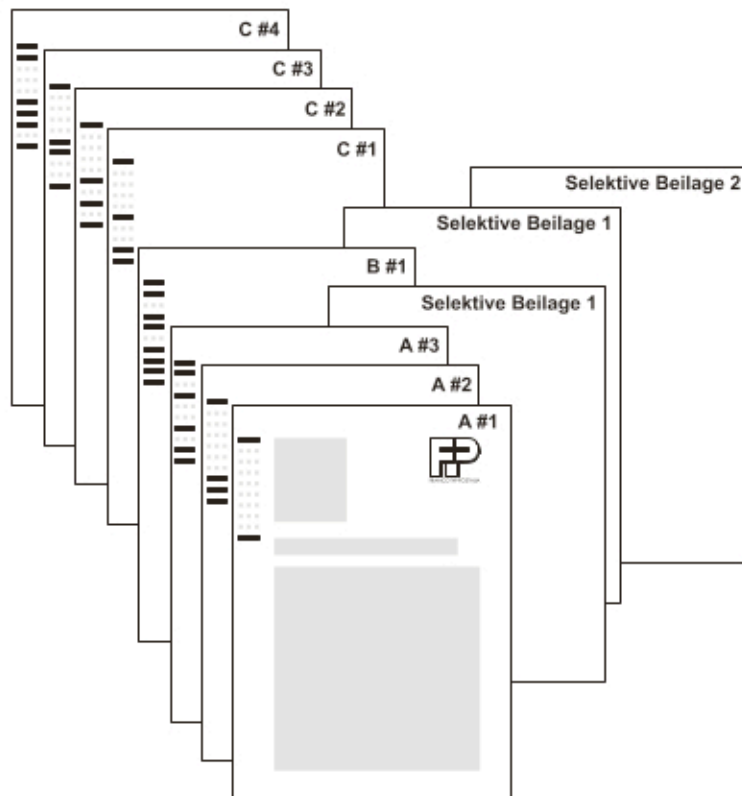 C #4
C #3
C #2
C #1
Selektive Beilage 2
Selektive Beilage 1
B #1
Selektive Beilage 1
A #3
A #2
A #1